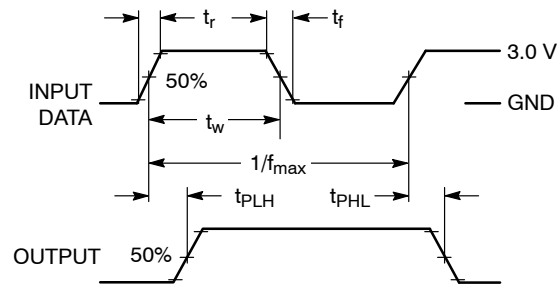 tr
tf
3.0 V
50%
INPUT
DATA
GND
tw
1/fmax
tPLH
tPHL
OUTPUT
50%